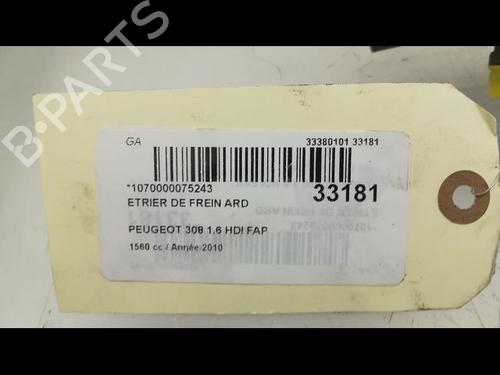 GA
33380101 33181
*1070000075243
33181
ETRIER DE FREIN ARD
PEUGEOT 308 1.6 HDI FAP
1560 cc / Année 2010
B-PARTS